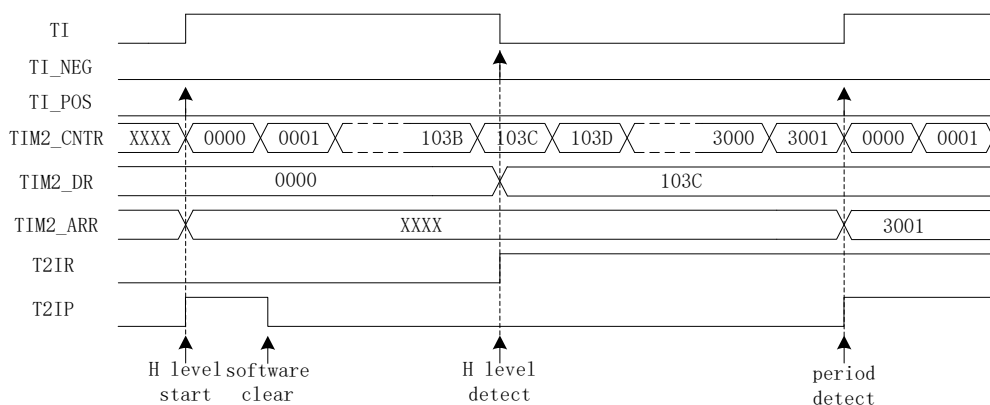 TI
TI_NEG
TI_POS
TIM2_CNTR XXXX 0000 0001 103B 103C 103D 3000 3001 0000 0001
TIM2_DR 0000 103C
TIM2_ARR XXXX 3001
T2IR
T2IP
H level start
software clear
H level detect
period detect